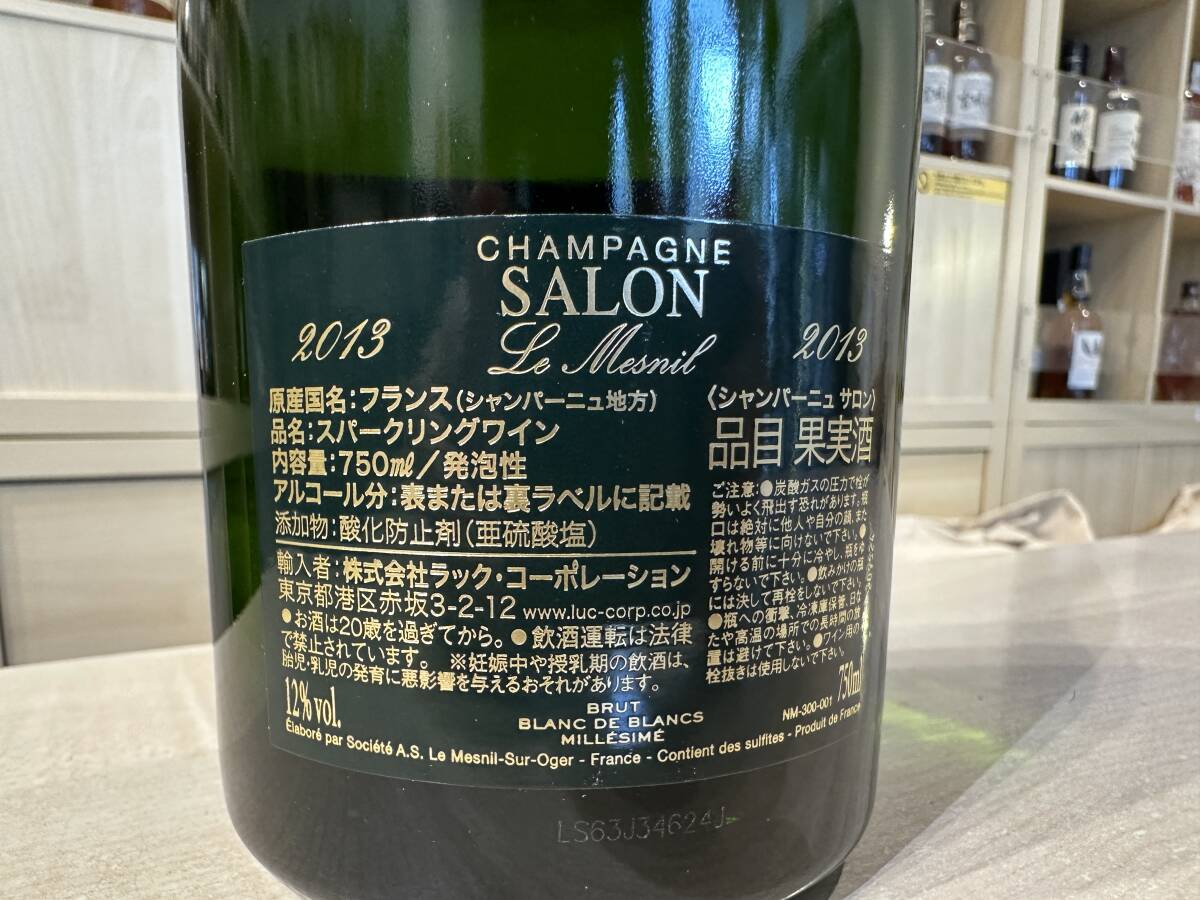 CHAMPAGNE
SALON
Le Mesnil
2013
2013
原産国名：フランス（シャンパーニュ地方）
品名：スパークリングワイン
内容量：750㎖／発泡性
アルコール分：表または裏ラベルに記載
添加物：酸化防止剤（亜硫酸塩）
輸入者：株式会社ラック・コーポレーション
東京都港区赤坂3-2-12 www.luc-corp.co.jp
●お酒は20歳を過ぎてから。●飲酒運転は法律
で禁止されています。 ※妊娠中や授乳期の飲酒は、
胎児・乳児の発育に悪影響を与えるおそれがあります。
〈シャンパーニュ サロン〉
品目 果実酒
ご注意：●炭酸ガスの圧力で栓が
勢いよく飛出す恐れがあります。瓶
口は絶対に他人や自分の顔、また
壊れ物等に向けないで下さい。●
開ける前に十分に冷やし、瓶をゆ
すらないで下さい。●飲みかけの瓶
には決して再栓をしないで下さい。
●瓶への衝撃、冷凍庫保管、日な
たや高温の場所での長時間の放
置は避けて下さい。●ワイン用の
栓抜きは使用しないで下さい。
12% vol.
BRUT
BLANC DE BLANCS
MILLÉSIMÉ
NM-300-001
750ml
Élaboré par Société A.S. Le Mesnil-Sur-Oger - France - Contient des sulfites - Produit de France
LS63J34624J